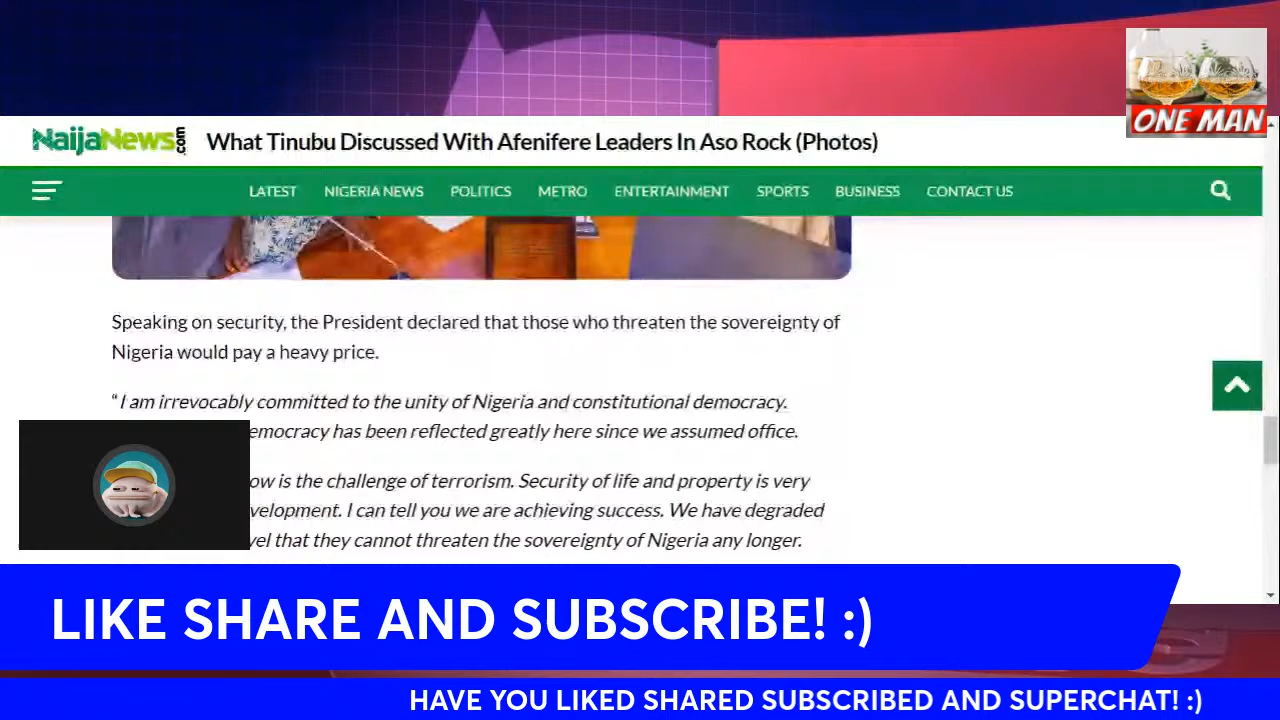 ONE MAN
NaijaNews.com
What Tinubu Discussed With Afenifere Leaders In Aso Rock (Photos)
LATEST NIGERIA NEWS POLITICS METRO ENTERTAINMENT SPORTS BUSINESS CONTACT US
Speaking on security, the President declared that those who threaten the sovereignty of
Nigeria would pay a heavy price.
“I am irrevocably committed to the unity of Nigeria and constitutional democracy.
emocracy has been reflected greatly here since we assumed office.
ow is the challenge of terrorism. Security of life and property is very
velopment. I can tell you we are achieving success. We have degraded
vel that they cannot threaten the sovereignty of Nigeria any longer.
LIKE SHARE AND SUBSCRIBE! :)
HAVE YOU LIKED SHARED SUBSCRIBED AND SUPERCHAT! :)